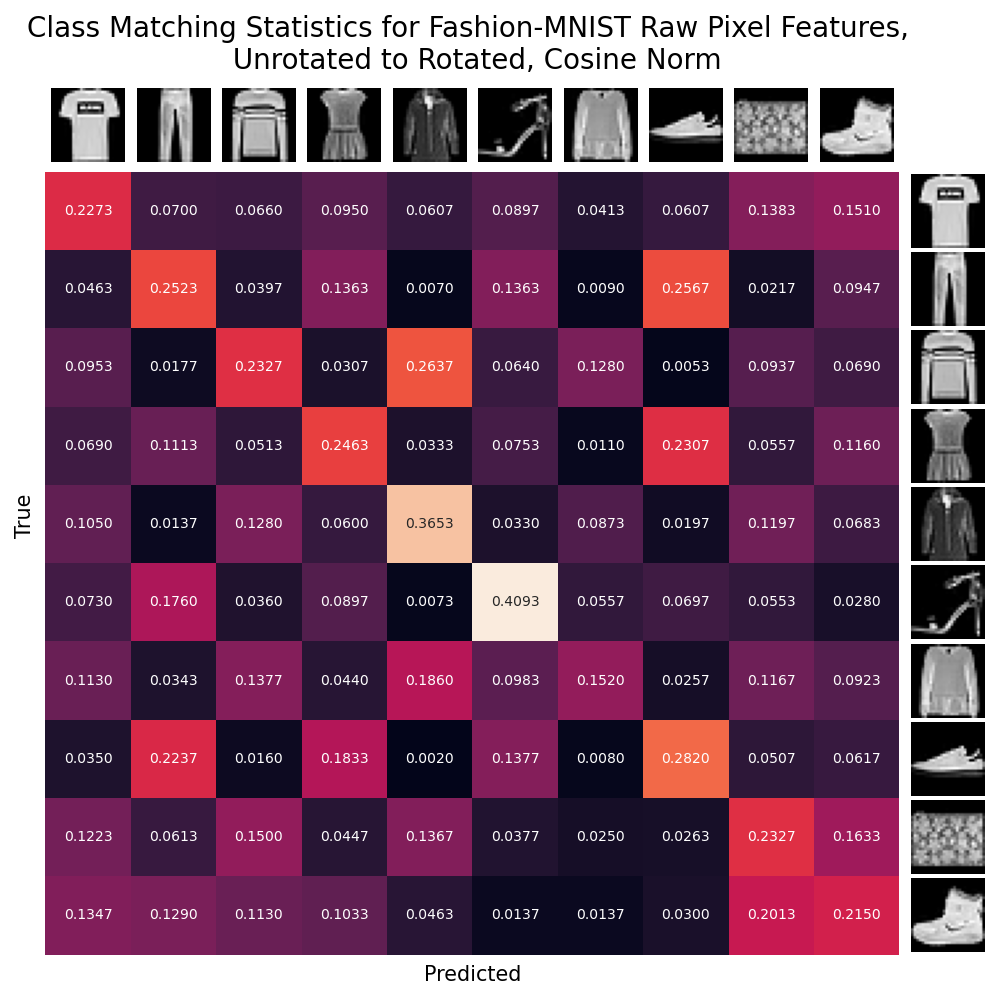 Class Matching Statistics for Fashion-MNIST Raw Pixel Features,
Unrotated to Rotated, Cosine Norm
0.2273 0.0700 0.0660 0.0950 0.0607 0.0897 0.0413 0.0607 0.1383 0.1510
0.0463 0.2523 0.0397 0.1363 0.0070 0.1363 0.0090 0.2567 0.0217 0.0947
0.0953 0.0177 0.2327 0.0307 0.2637 0.0640 0.1280 0.0053 0.0937 0.0690
0.0690 0.1113 0.0513 0.2463 0.0333 0.0753 0.0110 0.2307 0.0557 0.1160
True
0.1050 0.0137 0.1280 0.0600 0.3653 0.0330 0.0873 0.0197 0.1197 0.0683
0.0730 0.1760 0.0360 0.0897 0.0073 0.4093 0.0557 0.0697 0.0553 0.0280
0.1130 0.0343 0.1377 0.0440 0.1860 0.0983 0.1520 0.0257 0.1167 0.0923
0.0350 0.2237 0.0160 0.1833 0.0020 0.1377 0.0080 0.2820 0.0507 0.0617
0.1223 0.0613 0.1500 0.0447 0.1367 0.0377 0.0250 0.0263 0.2327 0.1633
0.1347 0.1290 0.1130 0.1033 0.0463 0.0137 0.0137 0.0300 0.2013 0.2150
Predicted